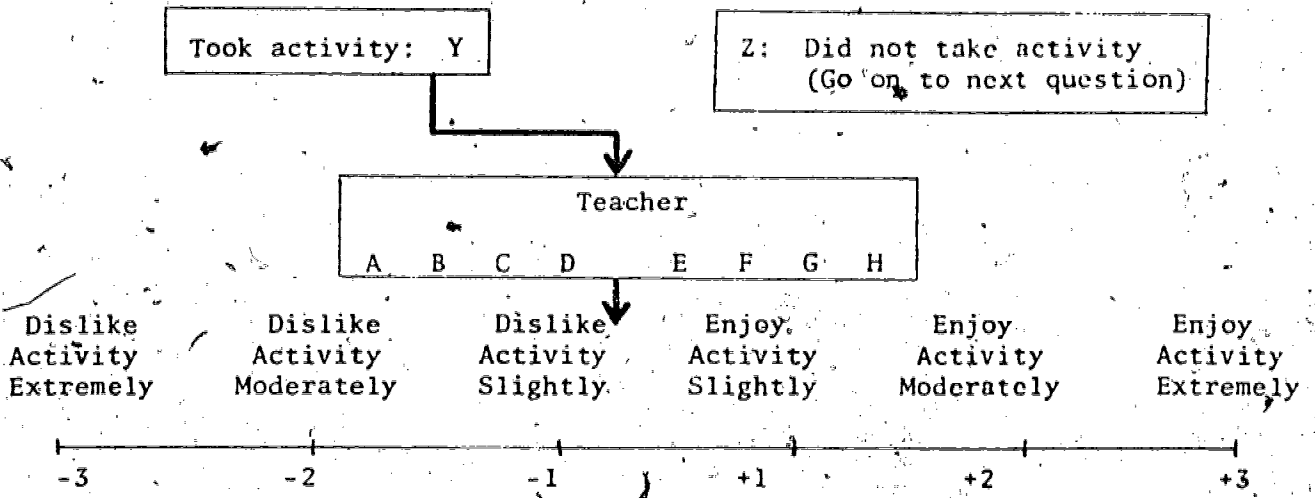 Took activity: Y
Z: Did not take activity
(Go on to next question)
Teacher
A B C D E F G H
Dislike Dislike Dislike Enjoy Enjoy Enjoy
Activity Activity Activity Activity Activity Activity
Extremely Moderately Slightly Slightly Moderately Extremely
-3 -2 -1 +1 +2 +3